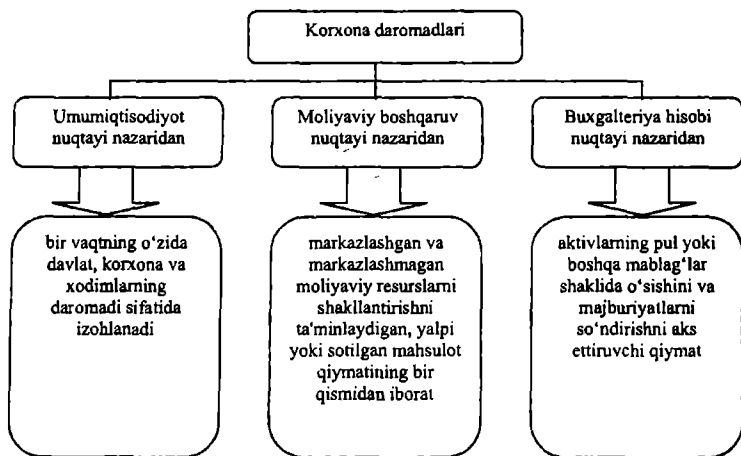 Korxona daromadlari
Umumiqtisodiyot
nuqtayi nazaridan
Moliyaviy boshqaruv
nuqtayi nazaridan
Buxgalteriya hisobi
nuqtayi nazaridan
bir vaqtning o‘zida
davlat, korxona va
xodimlarning
daromadi sifatida
izohlanadi
markazlashgan va
markazlashmagan
moliyaviy resurslarni
shakllantirishni
ta‘minlaydigan, yalpi
yoki sotilgan mahsulot
qiymatining bir
qismidan iborat
aktivlarning pul yoki
boshqa mablag‘lar
shaklida o‘sishini va
majburiyatlarni
so‘ndirishni aks
ettiruvchi qiymat